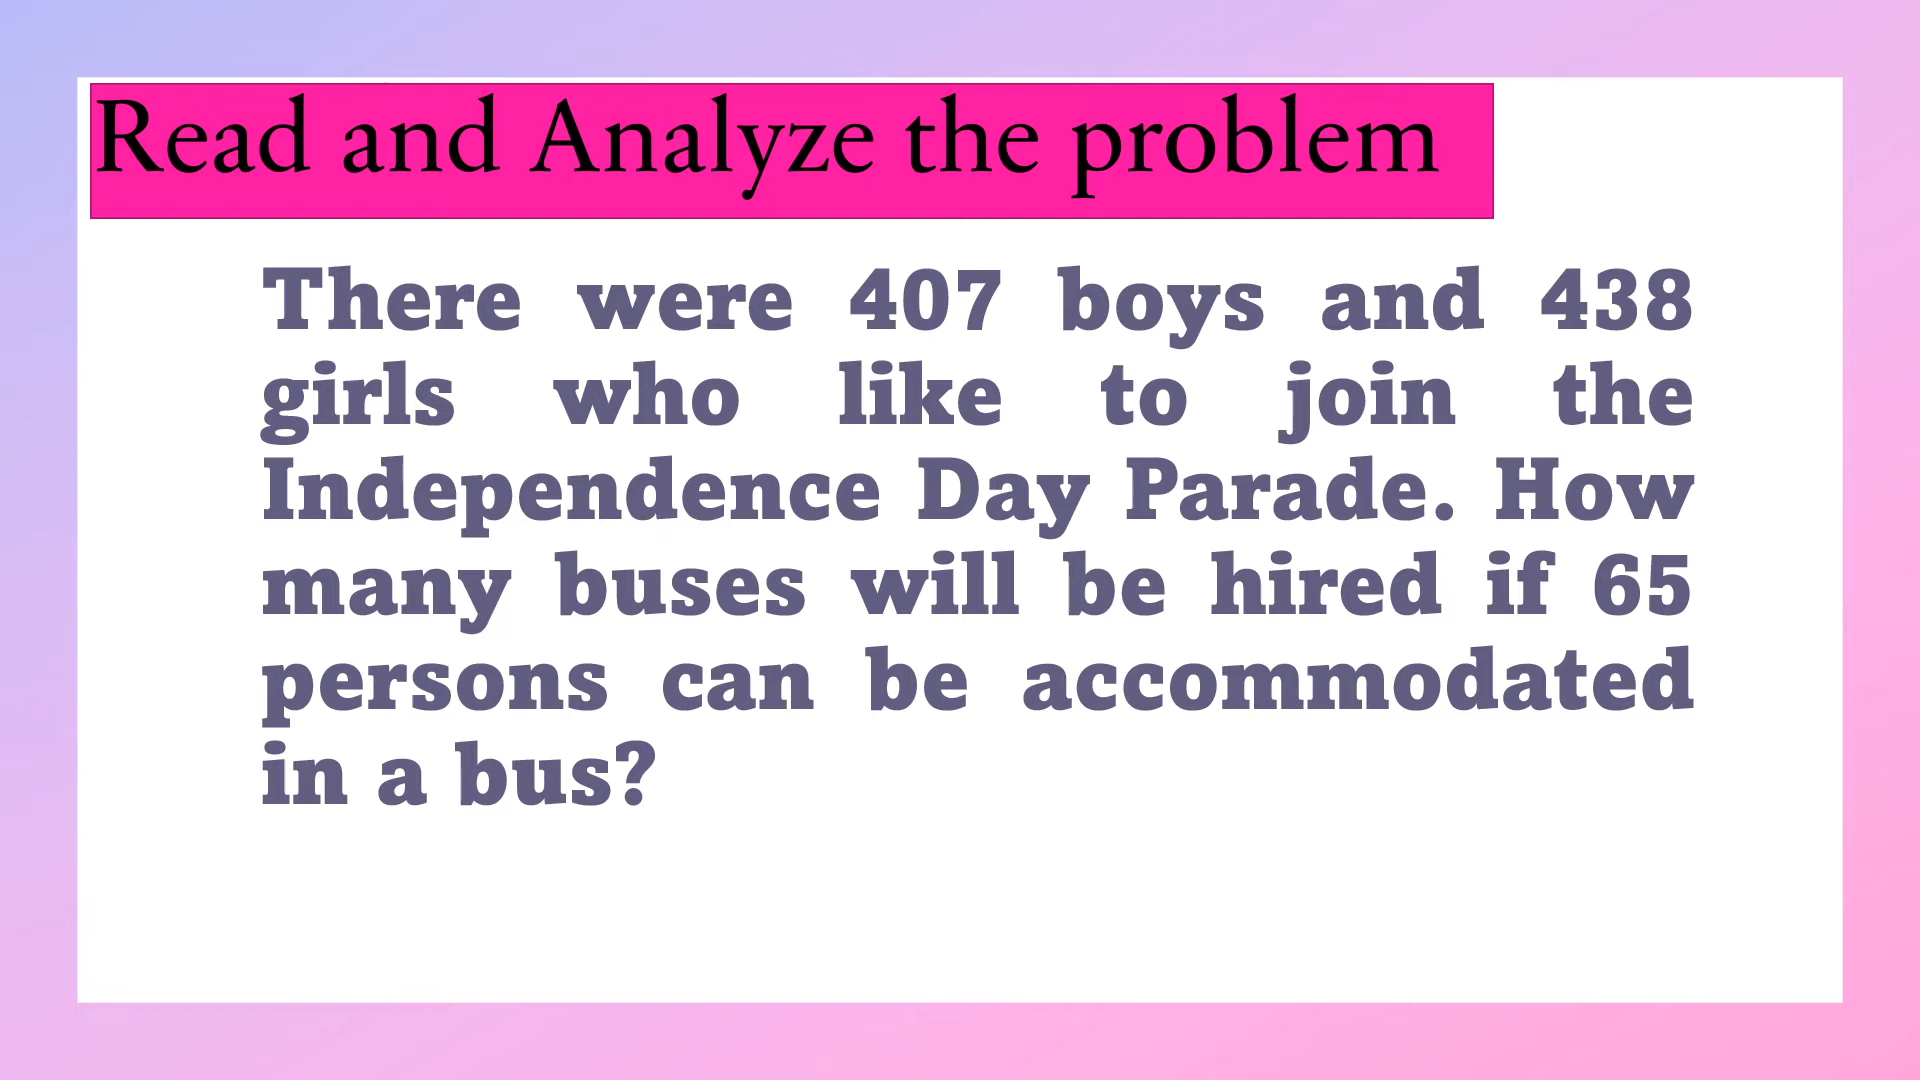 Read and Analyze the problem
There were 407 boys and 438
girls who like to join the
Independence Day Parade. How
many buses will be hired if 65
persons can be accommodated
in a bus?